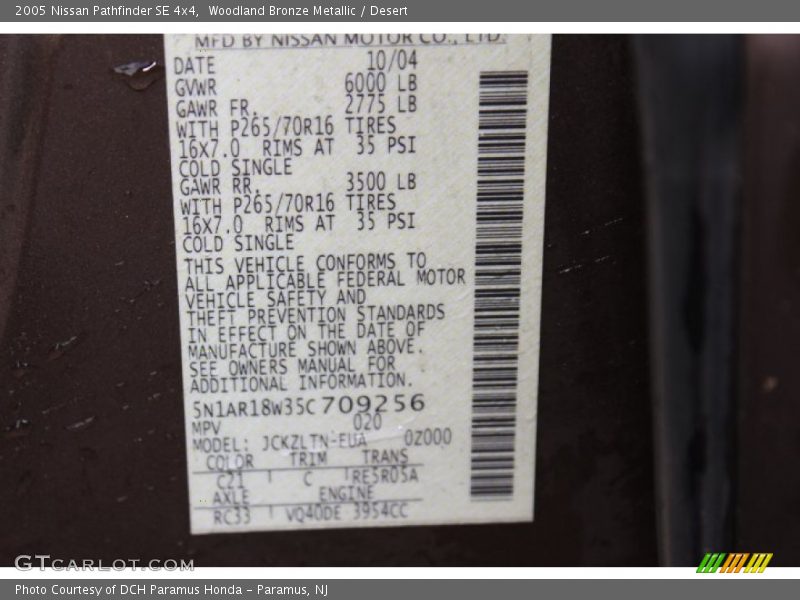 2005 Nissan Pathfinder SE 4x4,  Woodland Bronze Metallic / Desert
MFD BY NISSAN MOTOR CO., LTD.
DATE 10/04
GVWR 6000 LB
GAWR FR. 2775 LB
WITH P265/70R16 TIRES
16X7.0 RIMS AT 35 PSI
COLD SINGLE
GAWR RR. 3500 LB
WITH P265/70R16 TIRES
16X7.0 RIMS AT 35 PSI
COLD SINGLE
THIS VEHICLE CONFORMS TO
ALL APPLICABLE FEDERAL MOTOR
VEHICLE SAFETY AND
THEFT PREVENTION STANDARDS
IN EFFECT ON THE DATE OF
MANUFACTURE SHOWN ABOVE.
SEE OWNERS MANUAL FOR
ADDITIONAL INFORMATION.
5N1AR18W35C709256
MPV 020
MODEL: JCKZLTN-EUA 0Z000
COLOR TRIM TRANS
C21 C RE5R05A
AXLE ENGINE
RC33 VQ40DE 3954CC
GTCARLOT.COM
Photo Courtesy of DCH Paramus Honda - Paramus, NJ